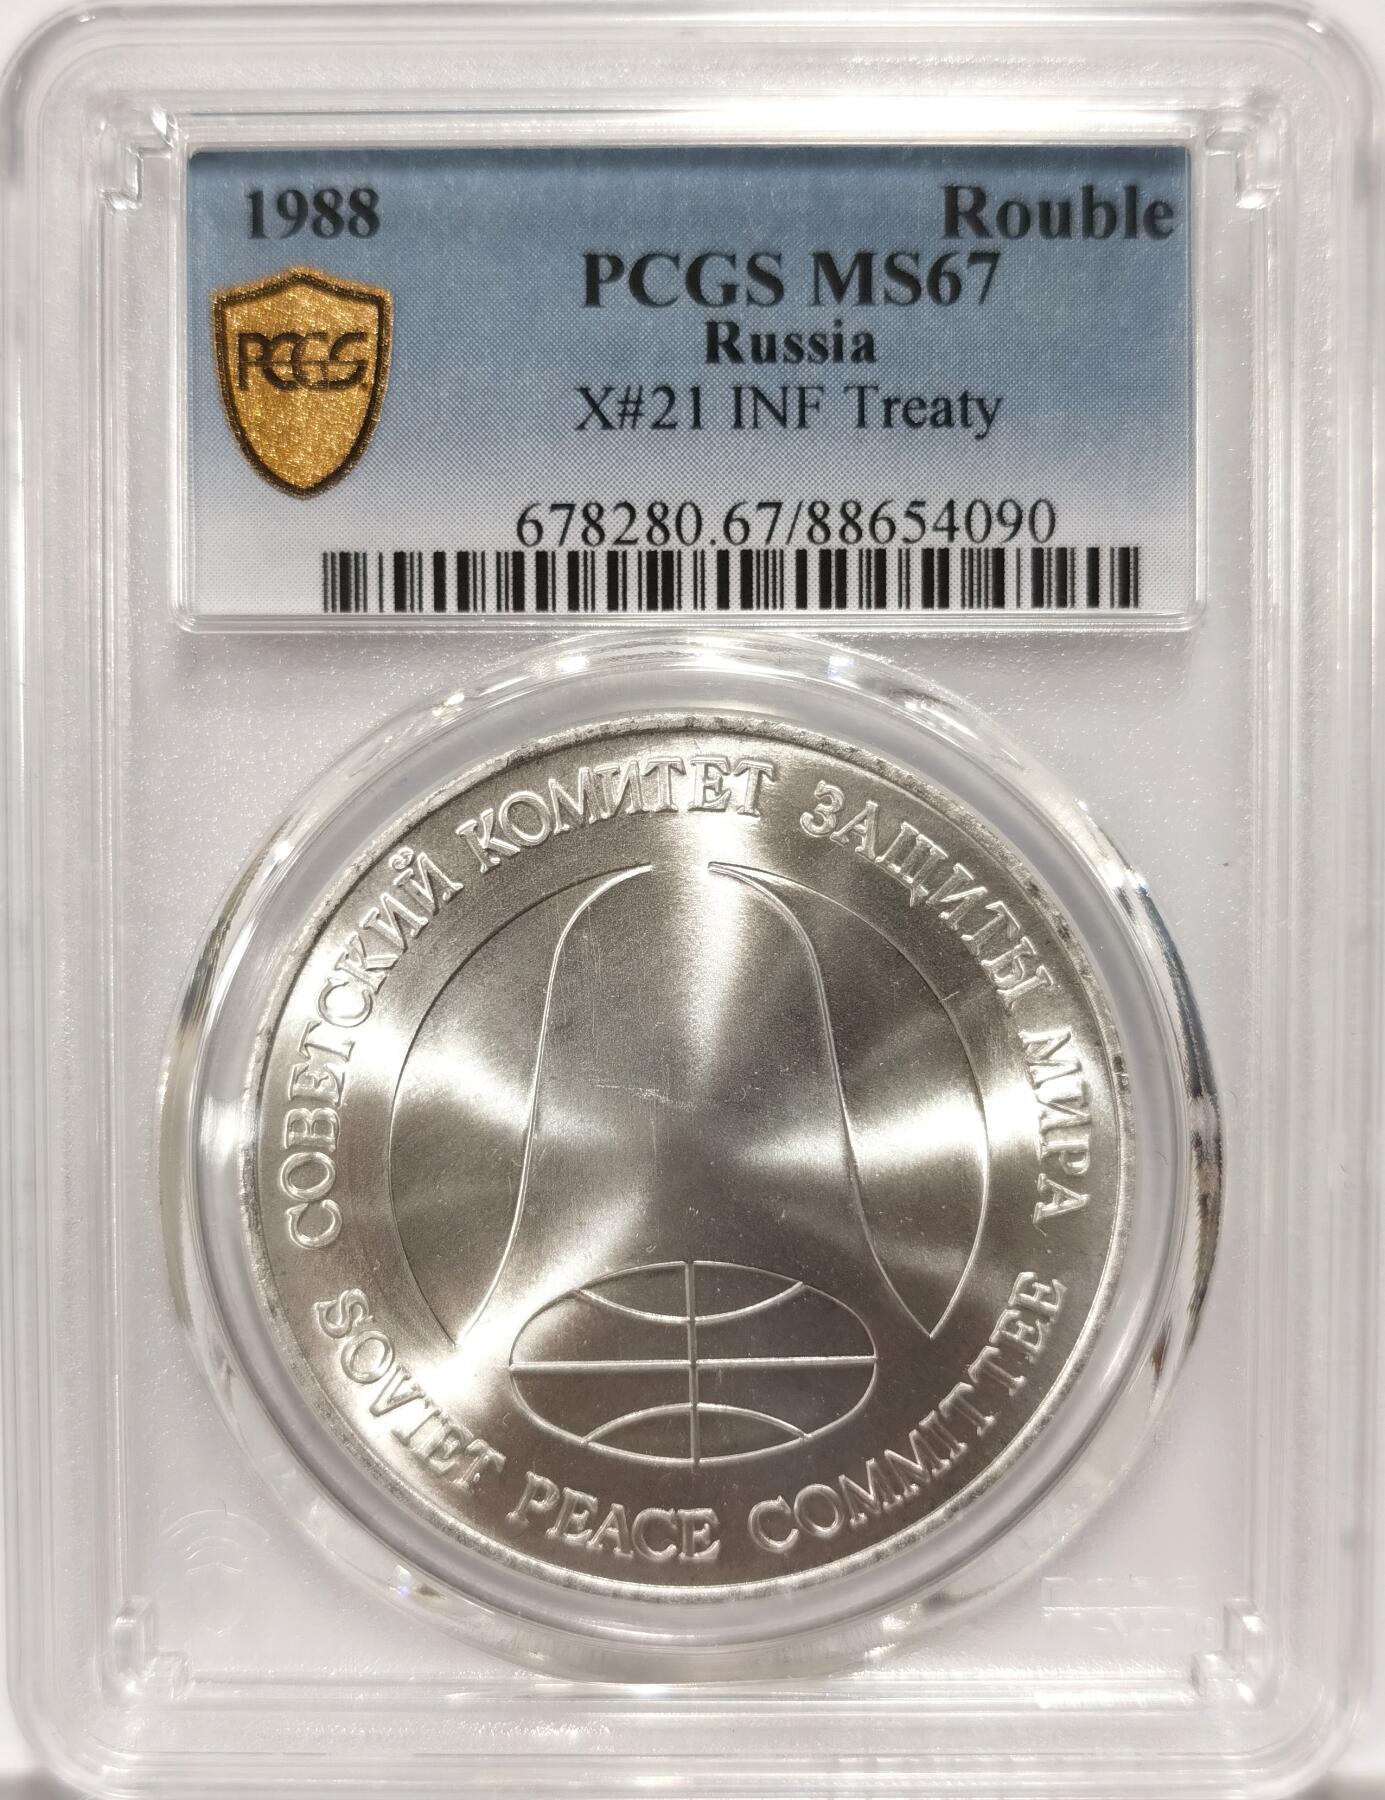 1988 Rouble
PCGS MS67
PCGS
Russia
X#21 INF Treaty
678280.67/88654090
СОВЕТСКИЙ КОМИТЕТ ЗАЩИТЫ МИРА
SOVIET PEACE COMMITTEE